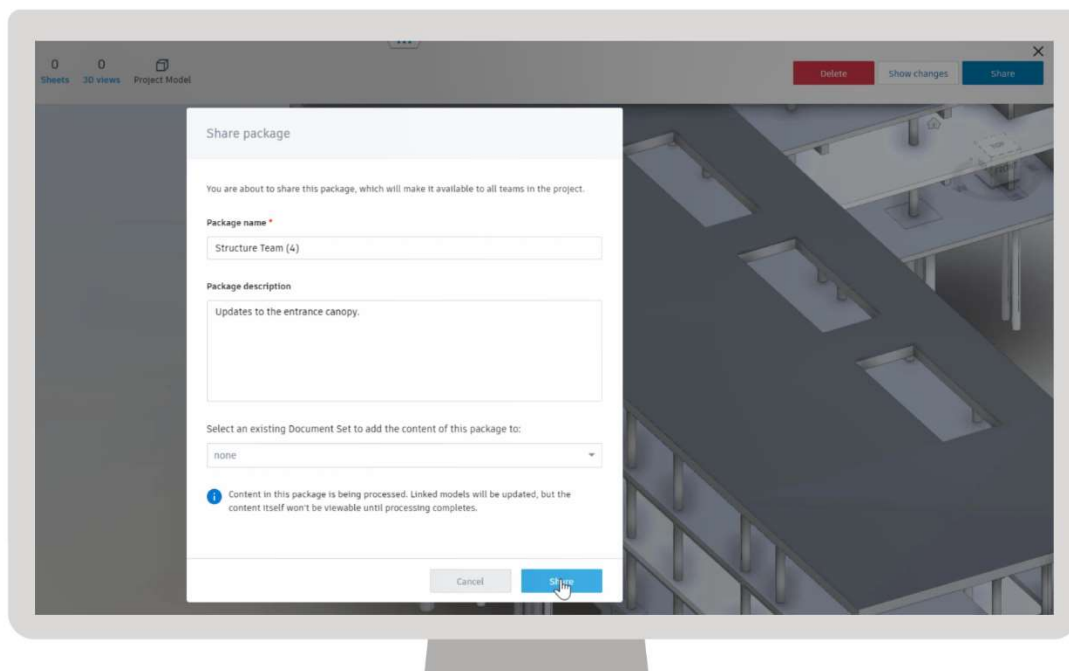 0 0
Sheets 3D views Project Model
Delete Show changes Share
Share package
You are about to share this package, which will make it available to all teams in the project.
Package name *
Structure Team (4)
Package description
Updates to the entrance canopy.
Select an existing Document Set to add the content of this package to:
none
Content in this package is being processed. Linked models will be updated, but the
content itself won't be viewable until processing completes.
Cancel Share